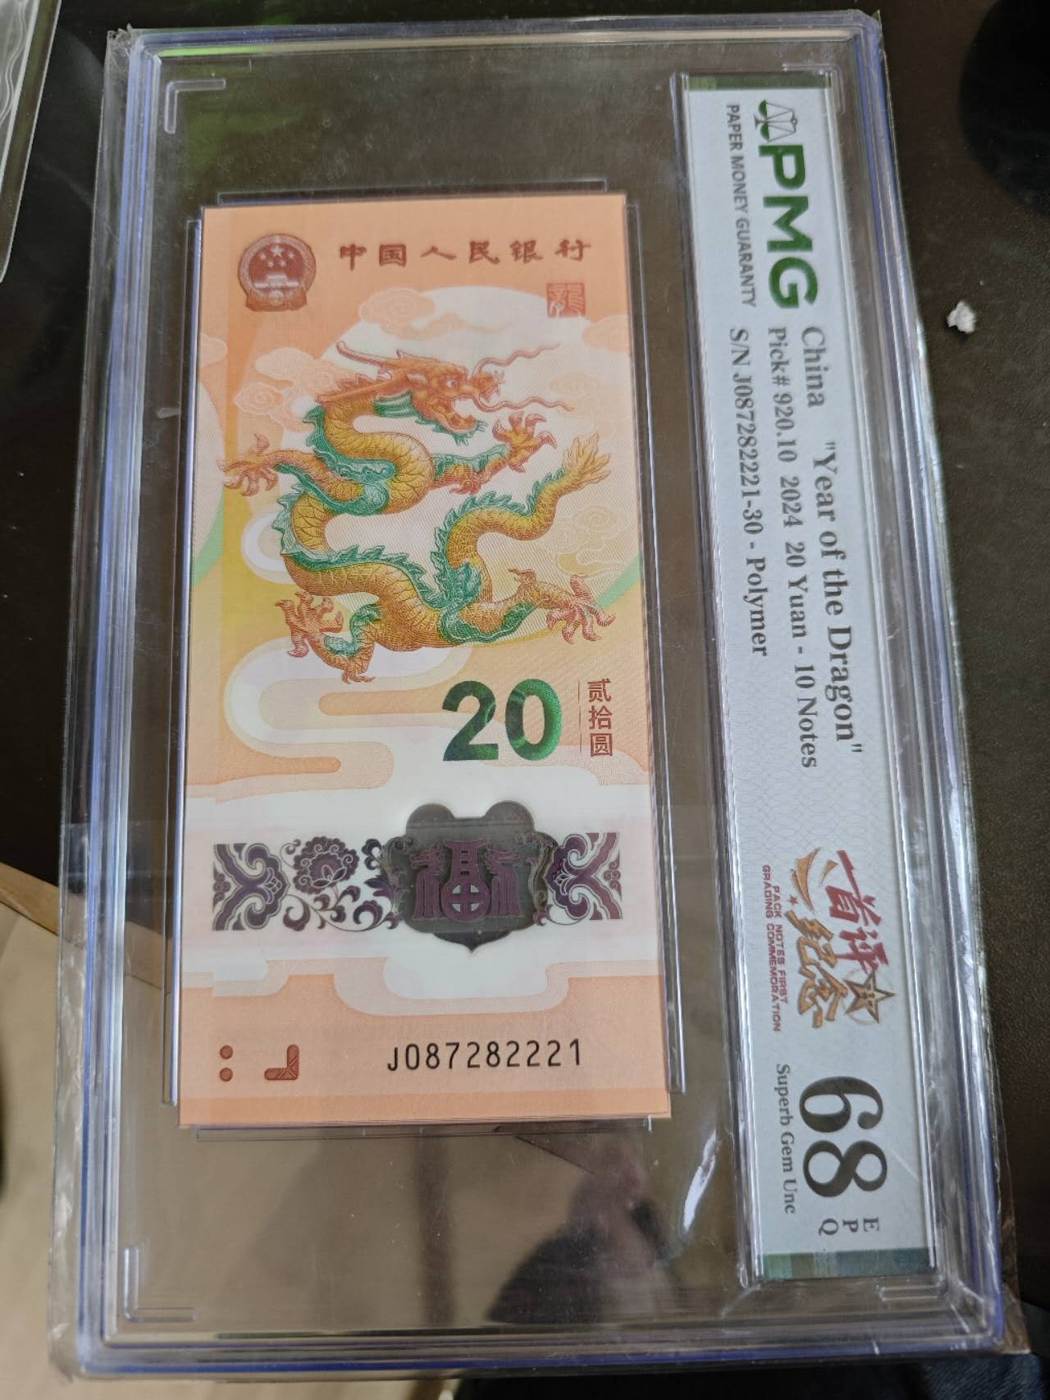 中国人民银行
龍
20
贰拾圆
福
J087282221
PMG
PAPER MONEY GUARANTY
China "Year of the Dragon"
Pick# 920.10 2024 20 Yuan - 10 Notes
S/N J087282221-30 - Polymer
首评
纪念
PACK NOTES FIRST
GRADING COMMEMORATION
68 EPQ
Superb Gem Unc